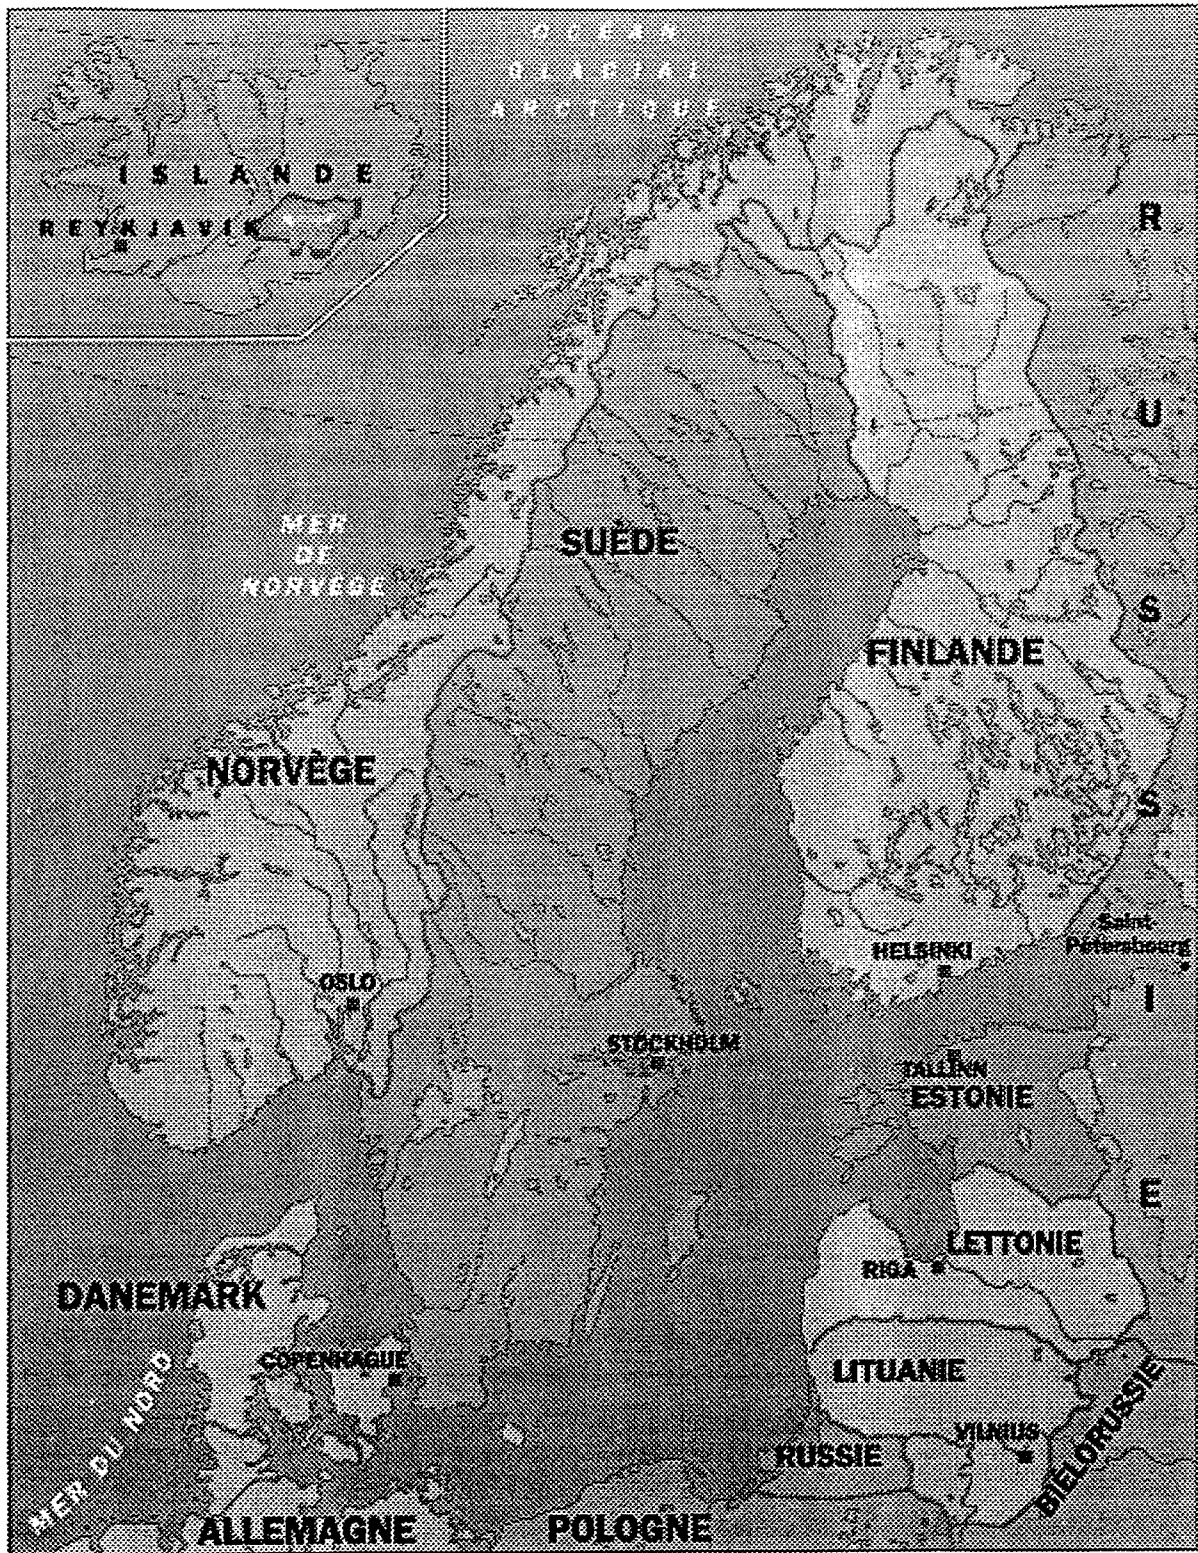 OCEAN
GLACIAL
ARCTIQUE
ISLANDE
REYKJAVIK
R
U
S
S
I
E
MER
DE
NORVÈGE
SUÈDE
FINLANDE
NORVÈGE
Saint-
Pétersbourg
HELSINKI
OSLO
STOCKHOLM
TALLINN
ESTONIE
LETTONIE
RIGA
DANEMARK
COPENHAGUE
LITUANIE
MER DU NORD
VILNIUS
RUSSIE
BIÉLORUSSIE
ALLEMAGNE
POLOGNE